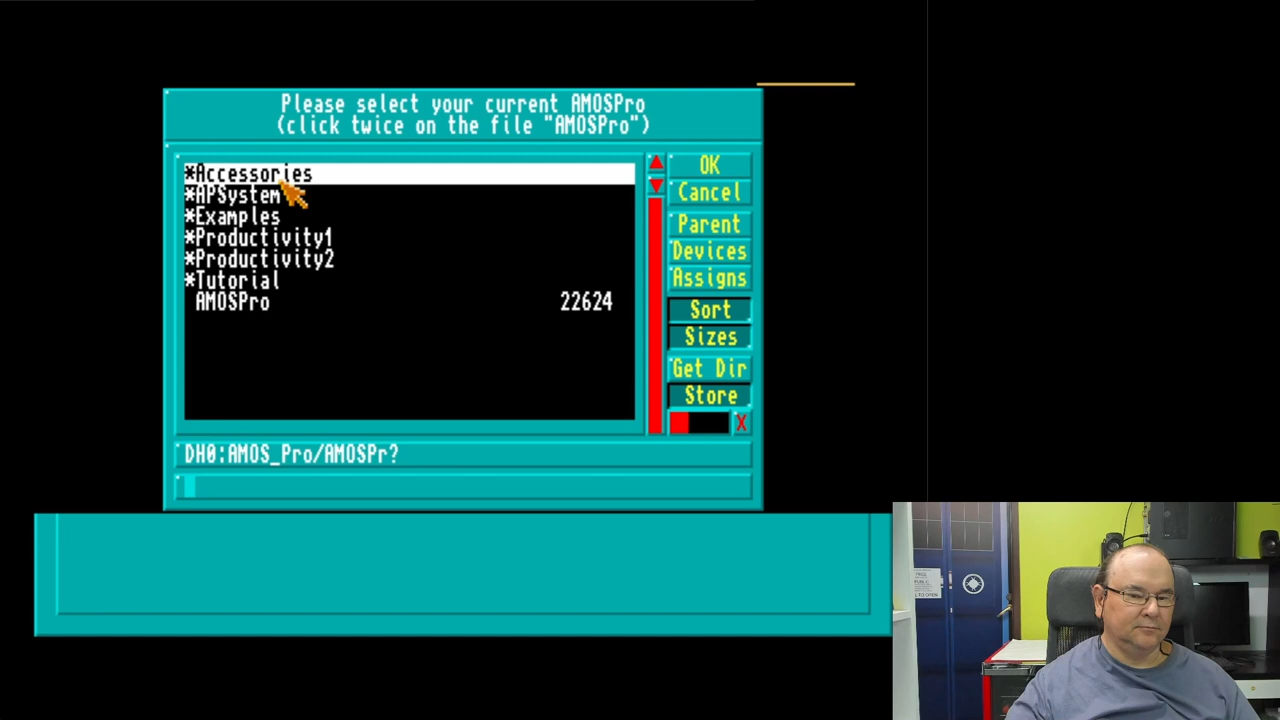 Please select your current AMOSPro
(click twice on the file "AMOSPro")
*Accessories
*APSystem
*Examples
*Productivity1
*Productivity2
*Tutorial
AMOSPro 22624
OK
Cancel
Parent
Devices
Assigns
Sort
Sizes
Get Dir
Store
X
DH0:AMOS_Pro/AMOSPr?